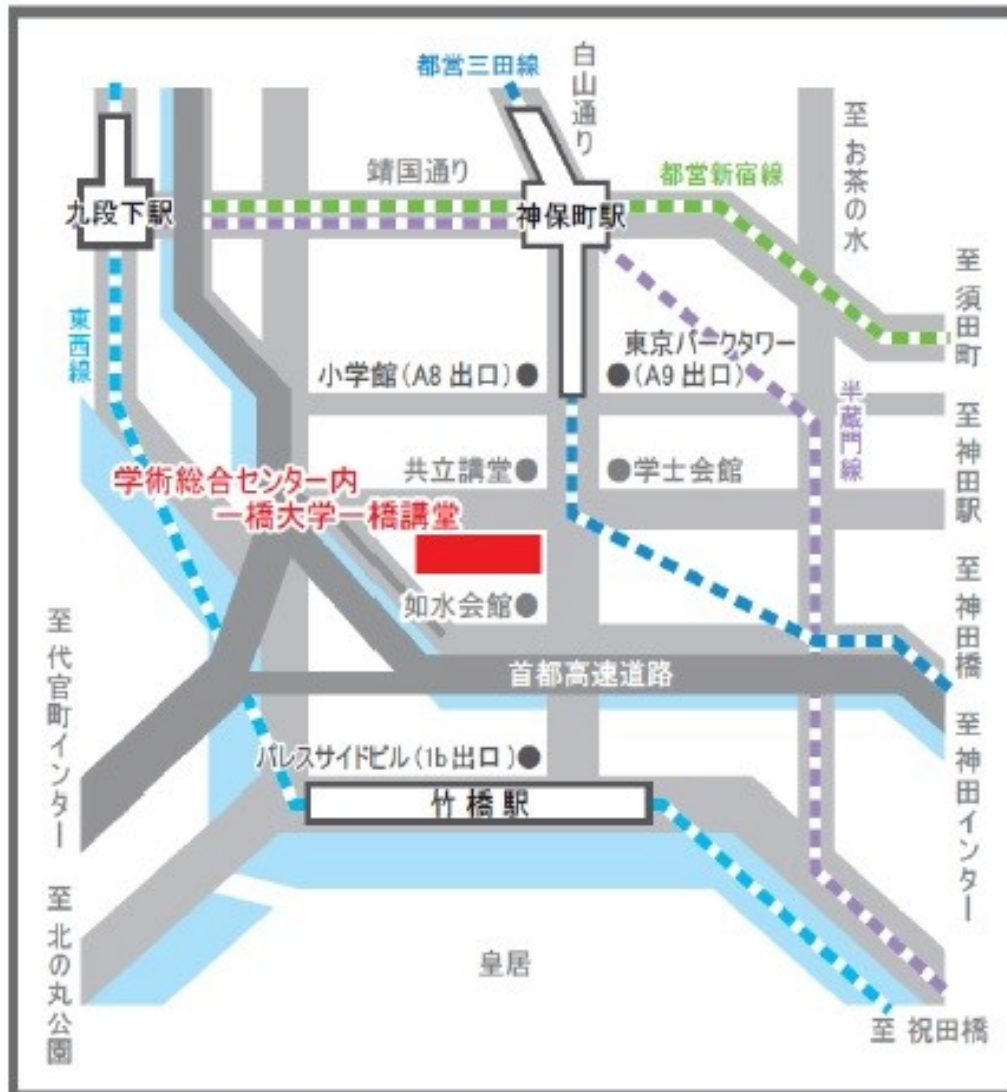 都営三田線
白山通り
靖国通り
都営新宿線
至 お茶の水
九段下駅
神保町駅
至 須田町
東西線
東京パークタワー
小学館(A8 出口)●
●(A9 出口)
半蔵門線
至 神田駅
共立講堂●
●学士会館
学術総合センター内
一橋大学一橋講堂
如水会館●
至 神田橋
至 代官町インター
首都高速道路
至 神田インター
パレスサイドビル(1b 出口)●
竹橋駅
至 北の丸公園
皇居
至 祝田橋